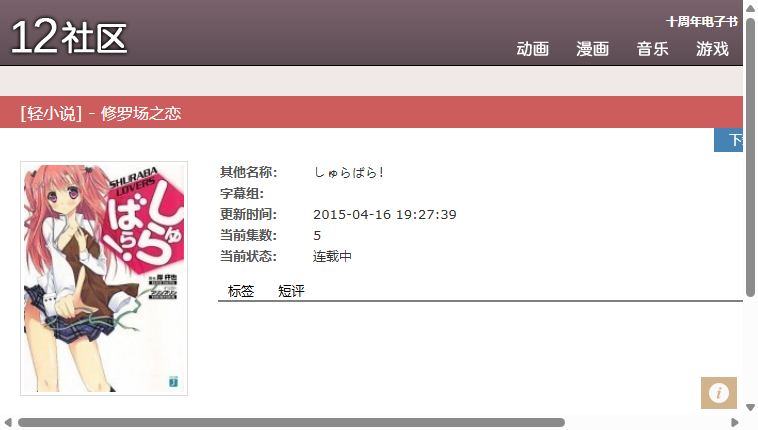 12社区
十周年电子书
动画 漫画 音乐 游戏
[轻小说] - 修罗场之恋
SHURABA
LOVERS
しゅらばら!
其他名称: しゅらばら!
字幕组:
更新时间: 2015-04-16 19:27:39
当前集数: 5
当前状态: 连载中
标签 短评